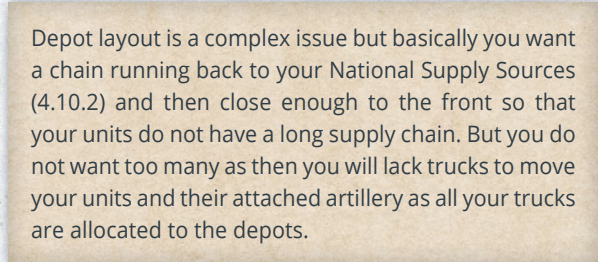 Depot layout is a complex issue but basically you want
a chain running back to your National Supply Sources
(4.10.2) and then close enough to the front so that
your units do not have a long supply chain. But you do
not want too many as then you will lack trucks to move
your units and their attached artillery as all your trucks
are allocated to the depots.